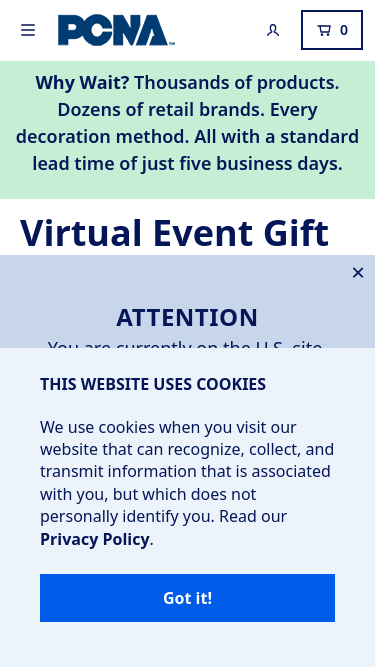 PCNA
0
Why Wait? Thousands of products.
Dozens of retail brands. Every
decoration method. All with a standard
lead time of just five business days.
Virtual Event Gift
ATTENTION
You are currently on the U.S. site.
THIS WEBSITE USES COOKIES
We use cookies when you visit our
website that can recognize, collect, and
transmit information that is associated
with you, but which does not
personally identify you. Read our
Privacy Policy.
Got it!